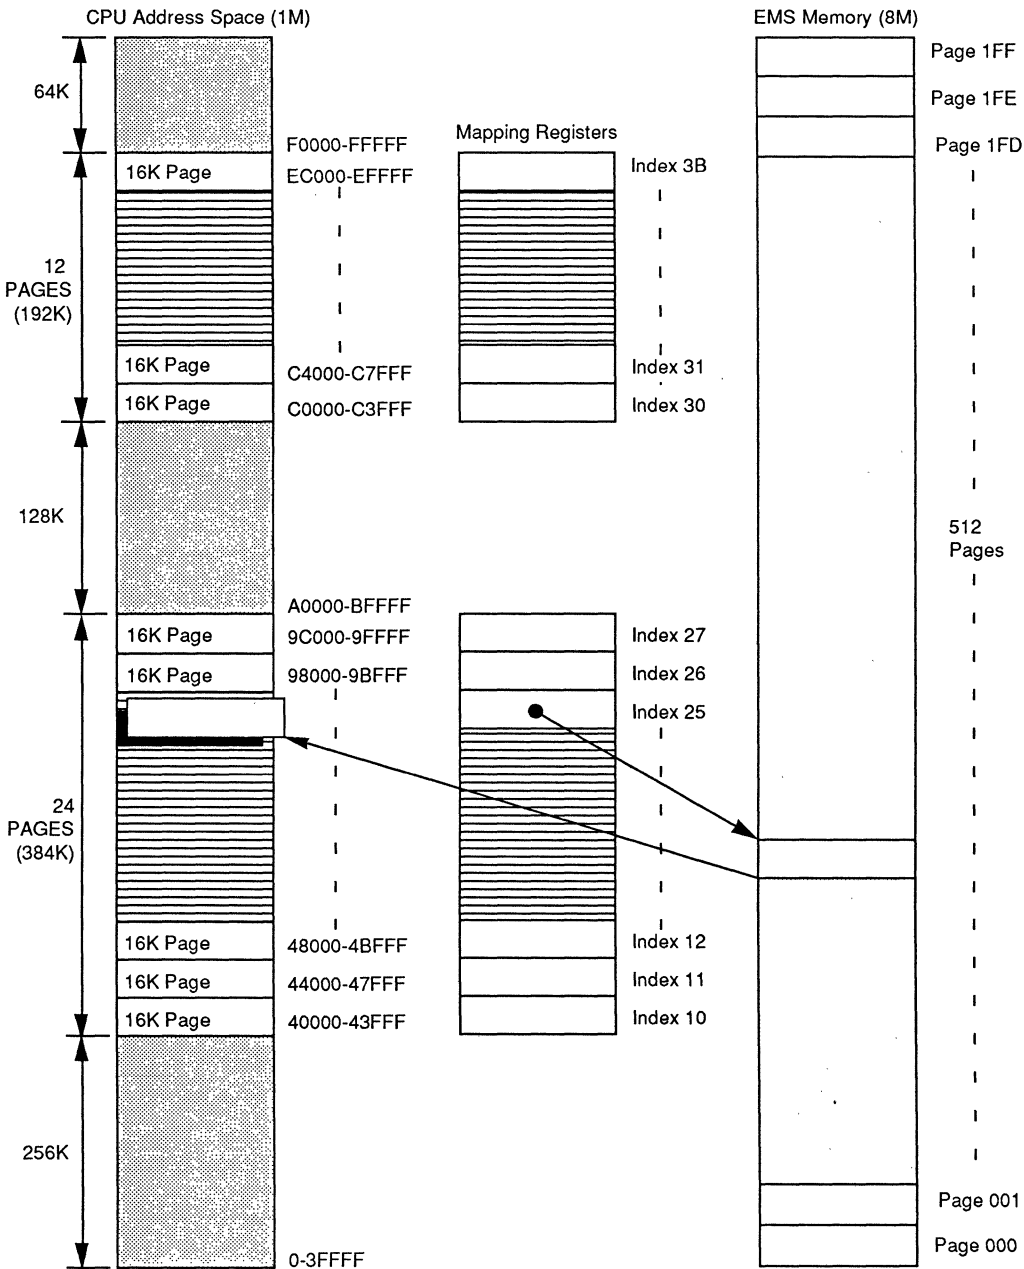 CPU Address Space (1M)
EMS Memory (8M)
Page 1FF
64K
Page 1FE
Mapping Registers
F0000-FFFFF
Page 1FD
16K Page
EC000-EFFFF
Index 3B
12
PAGES
(192K)
16K Page
C4000-C7FFF
Index 31
16K Page
C0000-C3FFF
Index 30
128K
512
Pages
A0000-BFFFF
16K Page
9C000-9FFFF
Index 27
16K Page
98000-9BFFF
Index 26
Index 25
24
PAGES
(384K)
16K Page
48000-4BFFF
Index 12
16K Page
44000-47FFF
Index 11
16K Page
40000-43FFF
Index 10
256K
Page 001
Page 000
0-3FFFF